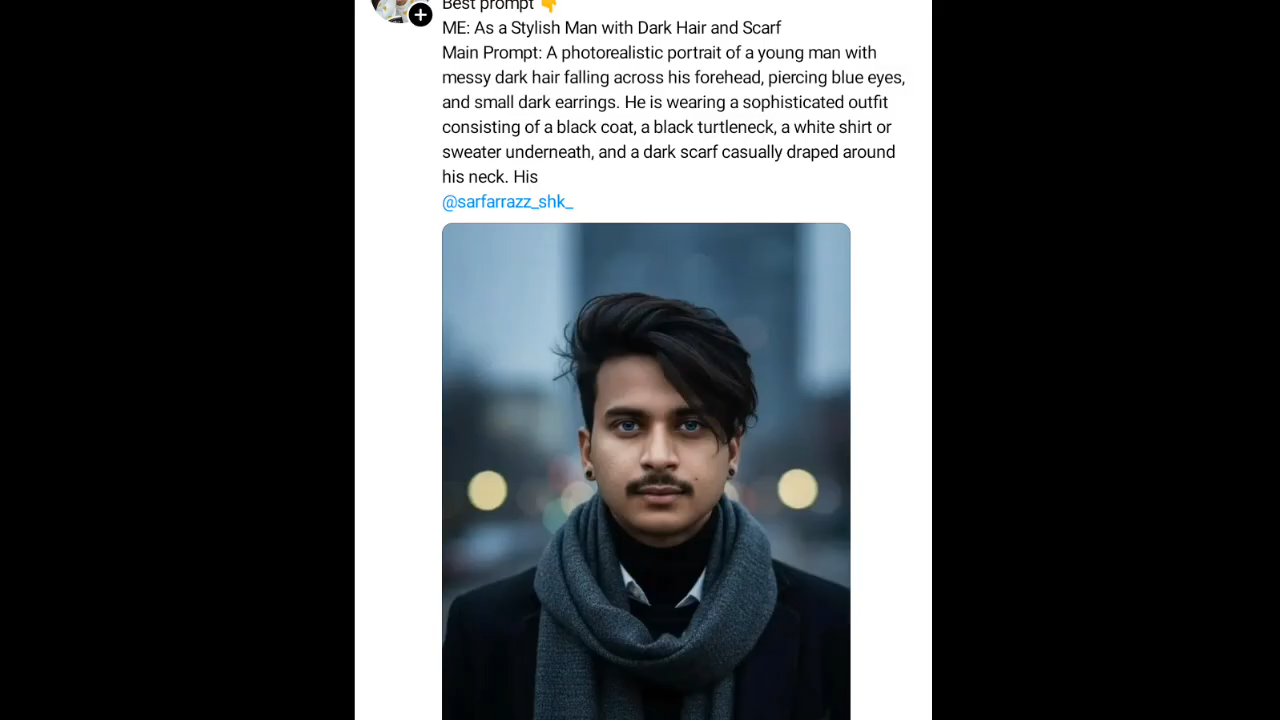 Best prompt 👇
ME: As a Stylish Man with Dark Hair and Scarf
Main Prompt: A photorealistic portrait of a young man with
messy dark hair falling across his forehead, piercing blue eyes,
and small dark earrings. He is wearing a sophisticated outfit
consisting of a black coat, a black turtleneck, a white shirt or
sweater underneath, and a dark scarf casually draped around
his neck. His
@sarfarrazz_shk_